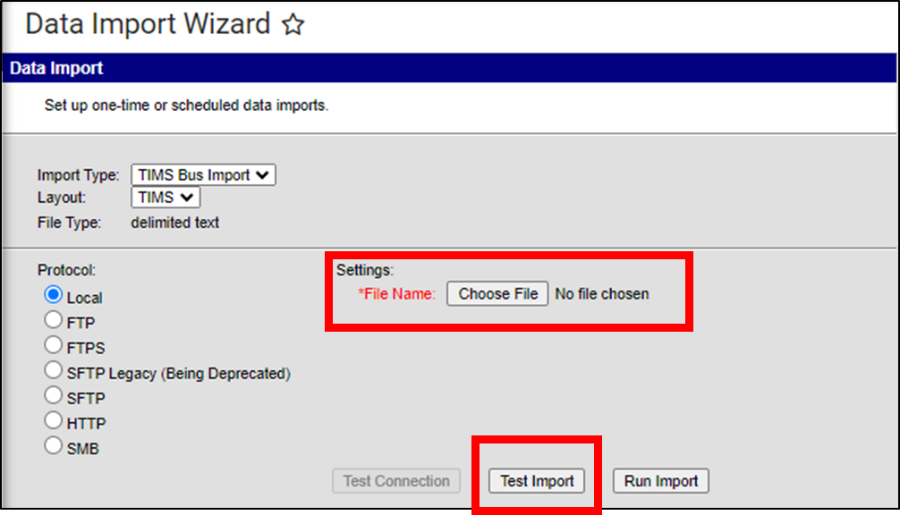 Data Import Wizard
Data Import
Set up one-time or scheduled data imports.
Import Type: TIMS Bus Import
Layout: TIMS
File Type: delimited text
Protocol:
Local
FTP
FTPS
SFTP Legacy (Being Deprecated)
SFTP
HTTP
SMB
Settings:
*File Name: Choose File No file chosen
Test Connection Test Import Run Import